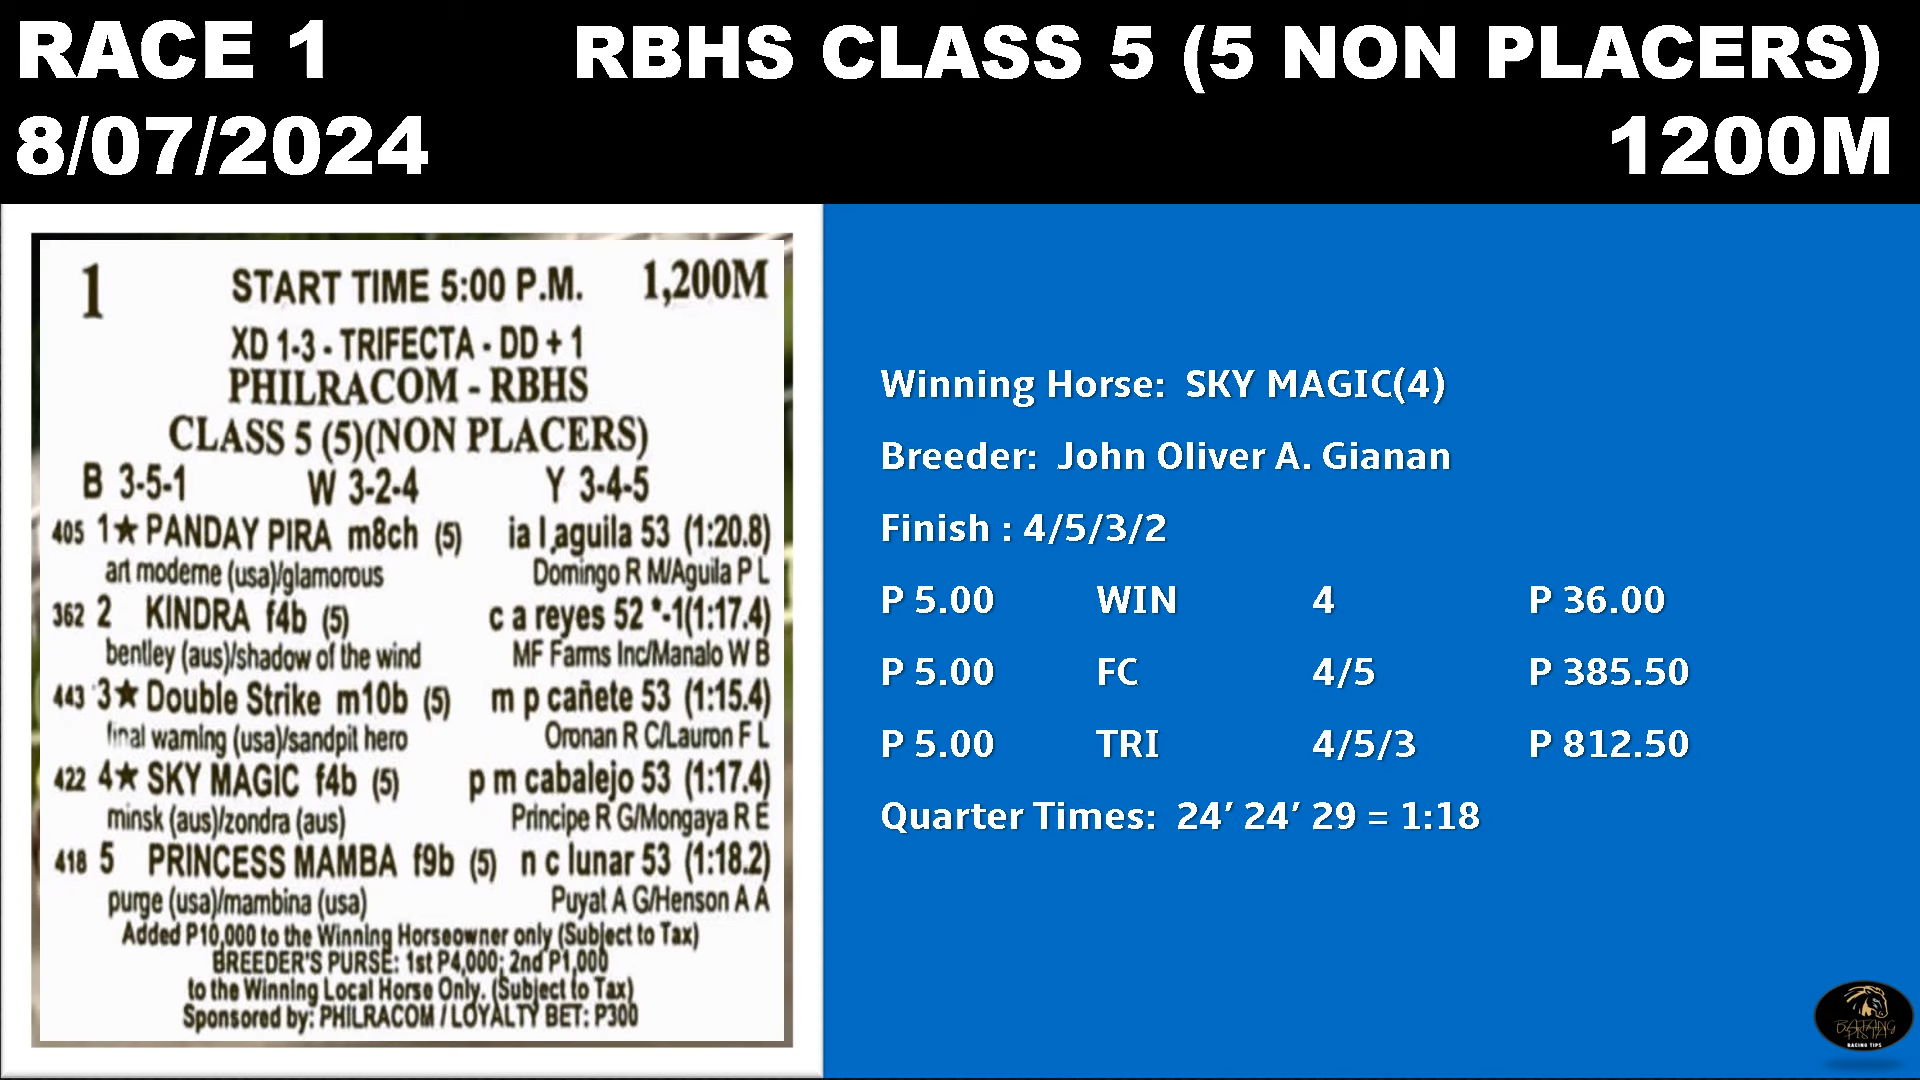 RACE 1
RBHS CLASS 5 (5 NON PLACERS)
8/07/2024
1200M
1 START TIME 5:00 P.M. 1,200M
XD 1-3 - TRIFECTA - DD + 1
PHILRACOM - RBHS
CLASS 5 (5)(NON PLACERS)
B 3-5-1 W 3-2-4 Y 3-4-5
405 1★ PANDAY PIRA m8ch (5) ia l,aguila 53 (1:20.8)
art moderne (usa)/glamorous Domingo R M/Aguila P L
362 2 KINDRA f4b (5) c a reyes 52 *-1(1:17.4)
bentley (aus)/shadow of the wind MF Farms Inc/Manalo W B
443 3★ Double Strike m10b (5) m p cañete 53 (1:15.4)
final warning (usa)/sandpit hero Oronan R C/Lauron F L
422 4★ SKY MAGIC f4b (5) p m cabalejo 53 (1:17.4)
minsk (aus)/zondra (aus) Principe R G/Mongaya R E
418 5 PRINCESS MAMBA f9b (5) n c lunar 53 (1:18.2)
purge (usa)/mambina (usa) Puyat A G/Henson A A
Added P10,000 to the Winning Horseowner only (Subject to Tax)
BREEDER'S PURSE: 1st P4,000; 2nd P1,000
to the Winning Local Horse Only. (Subject to Tax)
Sponsored by: PHILRACOM / LOYALTY BET: P300
Winning Horse: SKY MAGIC(4)
Breeder: John Oliver A. Gianan
Finish : 4/5/3/2
P 5.00 WIN 4 P 36.00
P 5.00 FC 4/5 P 385.50
P 5.00 TRI 4/5/3 P 812.50
Quarter Times: 24’ 24’ 29 = 1:18
BATANG
PISTA
RACING TIPS